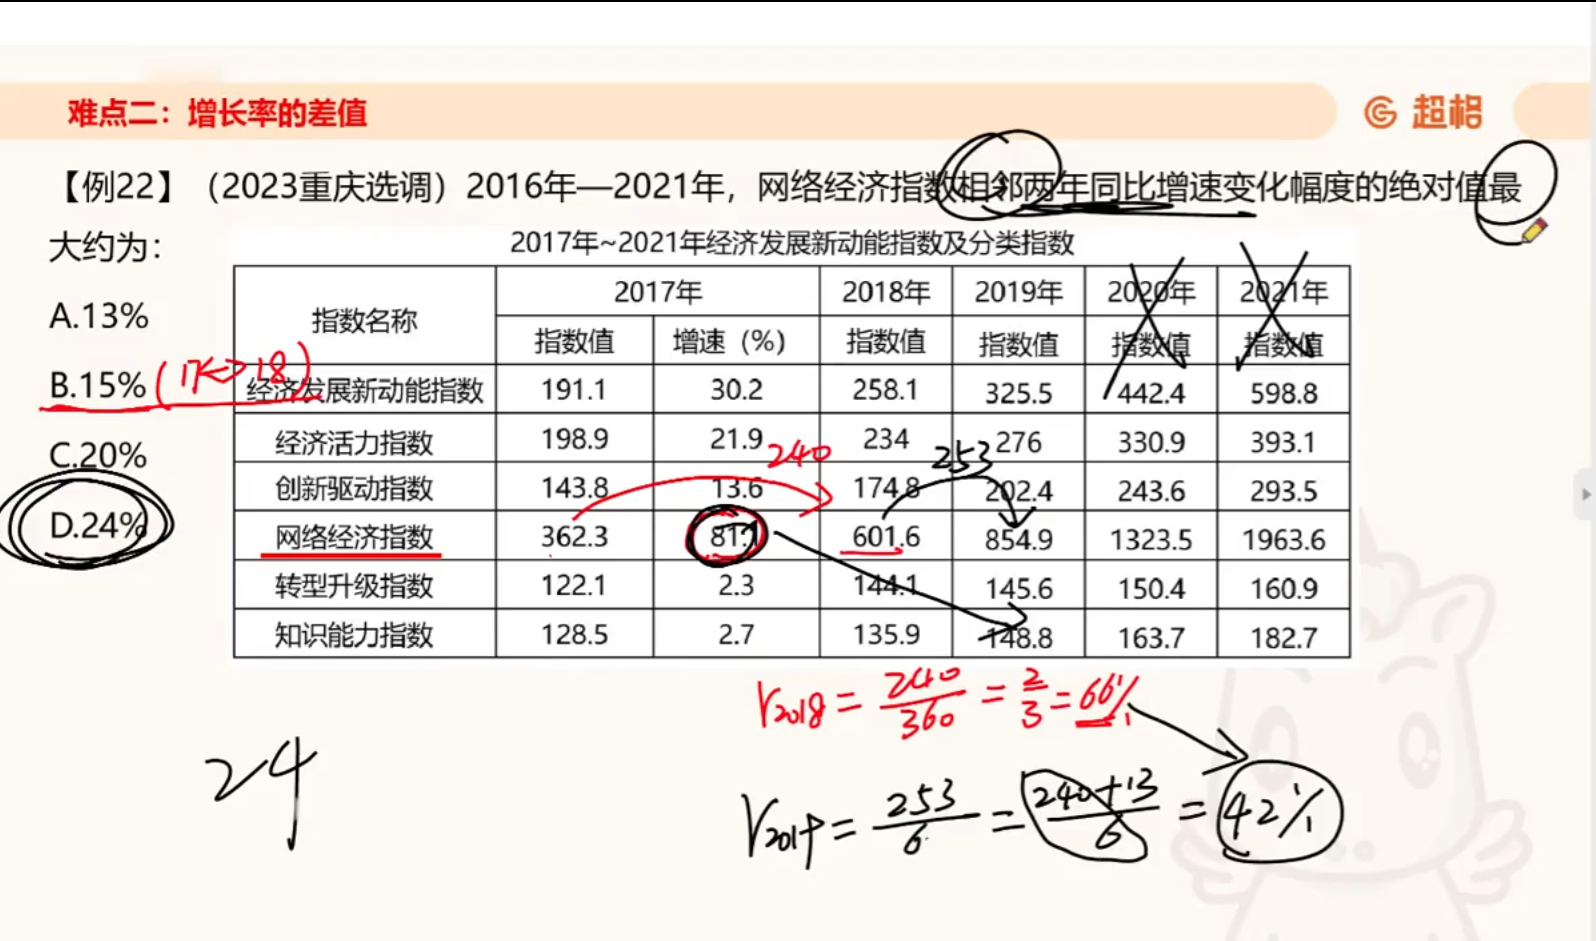 难点二：增长率的差值
超格
【例22】（2023重庆选调）2016年—2021年，网络经济指数相邻两年同比增速变化幅度的绝对值最
大约为：
A.13%
B.15% (17<>18)
C.20%
D.24%
2017年~2021年经济发展新动能指数及分类指数
指数名称 2017年 2018年 2019年 2020年 2021年
指数值 增速（%） 指数值 指数值 指数值 指数值
经济发展新动能指数 191.1 30.2 258.1 325.5 442.4 598.8
经济活力指数 198.9 21.9 234 276 330.9 393.1
240 253
创新驱动指数 143.8 13.6 174.8 202.4 243.6 293.5
网络经济指数 362.3 81.1 601.6 854.9 1323.5 1963.6
转型升级指数 122.1 2.3 144.1 145.6 150.4 160.9
知识能力指数 128.5 2.7 135.9 148.8 163.7 182.7
r2018 = 240/360 = 2/3 = 66%
24
r2019 = 253/6 = 240+13/6 = 42%